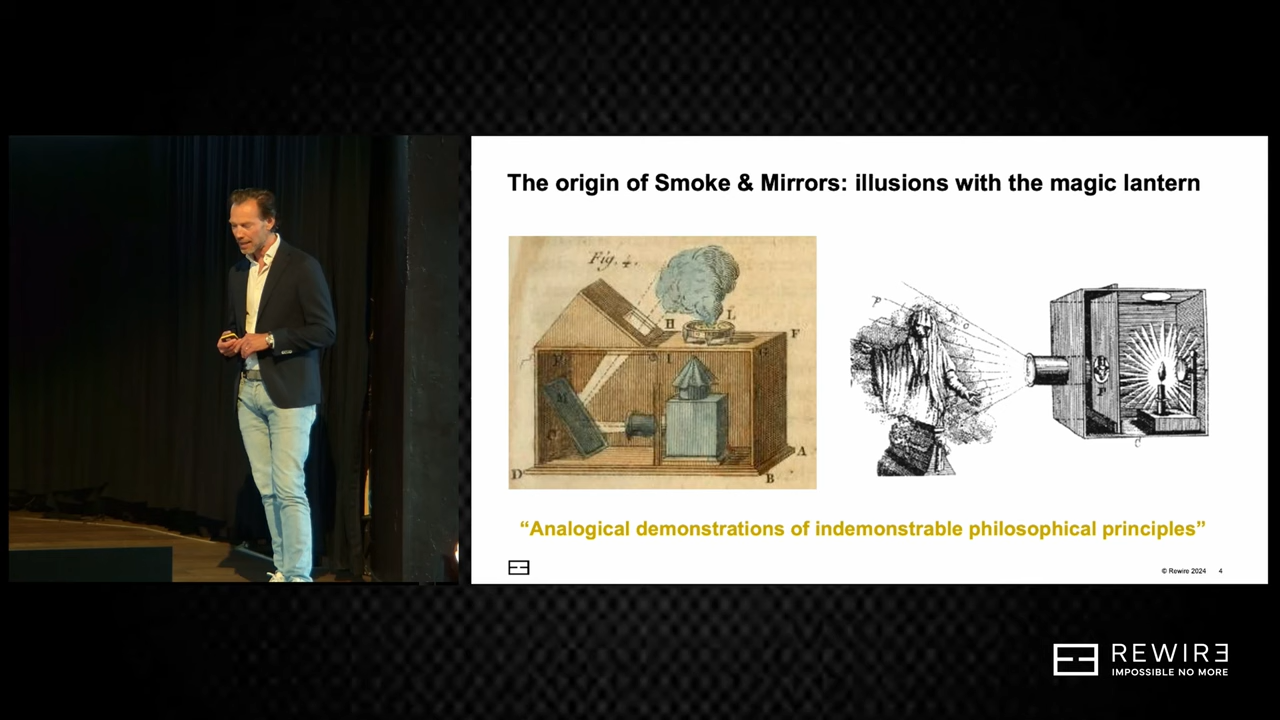 The origin of Smoke & Mirrors: illusions with the magic lantern
Fig. 4.
H
L
F
G
I
M
C
D
A
B
P
C
"Analogical demonstrations of indemonstrable philosophical principles"
© Rewire 2024 4
REWIRE
IMPOSSIBLE NO MORE